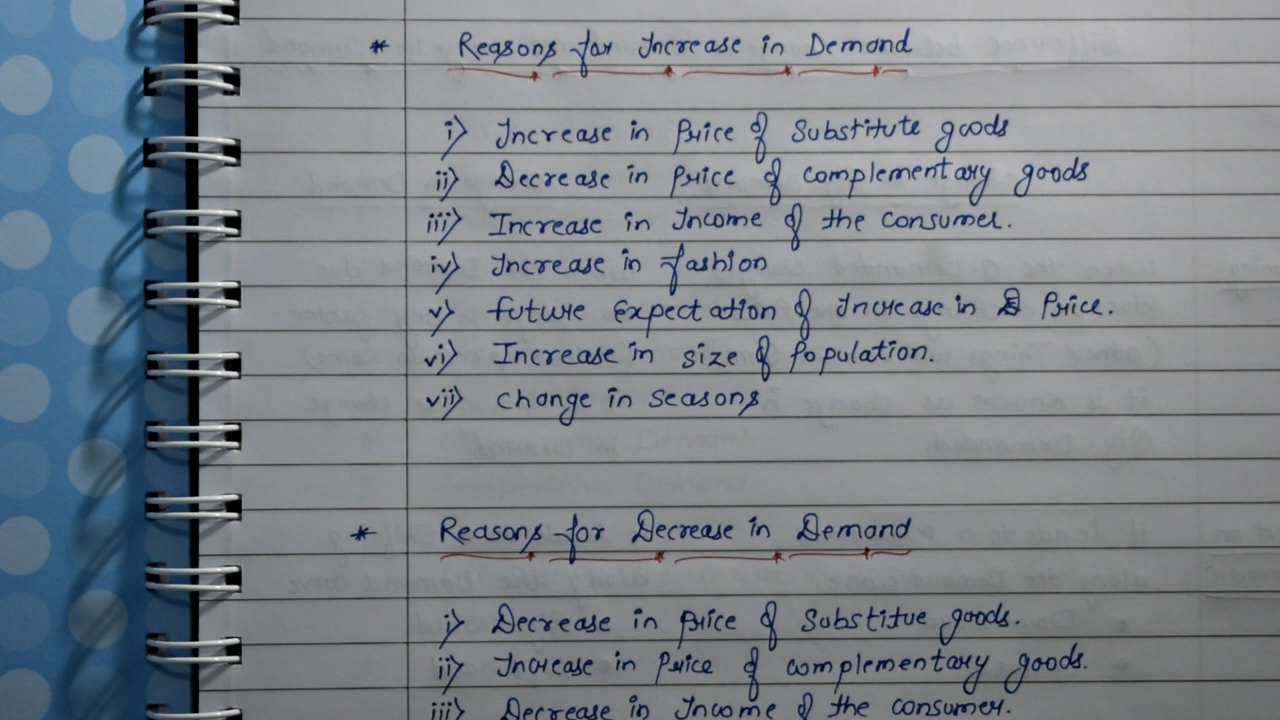 * Reasons for Increase in Demand
i) Increase in Price of Substitute goods
ii) Decrease in price of complementary goods
iii) Increase in Income of the consumer.
iv) Increase in fashion
v) future Expectation of Increase in Price.
vi) Increase in size of Population.
vii) change in seasons
* Reasons for Decrease in Demand
i) Decrease in price of Substitue goods.
ii) Increase in Price of complementary goods.
iii) Decrease in Income of the consumer.